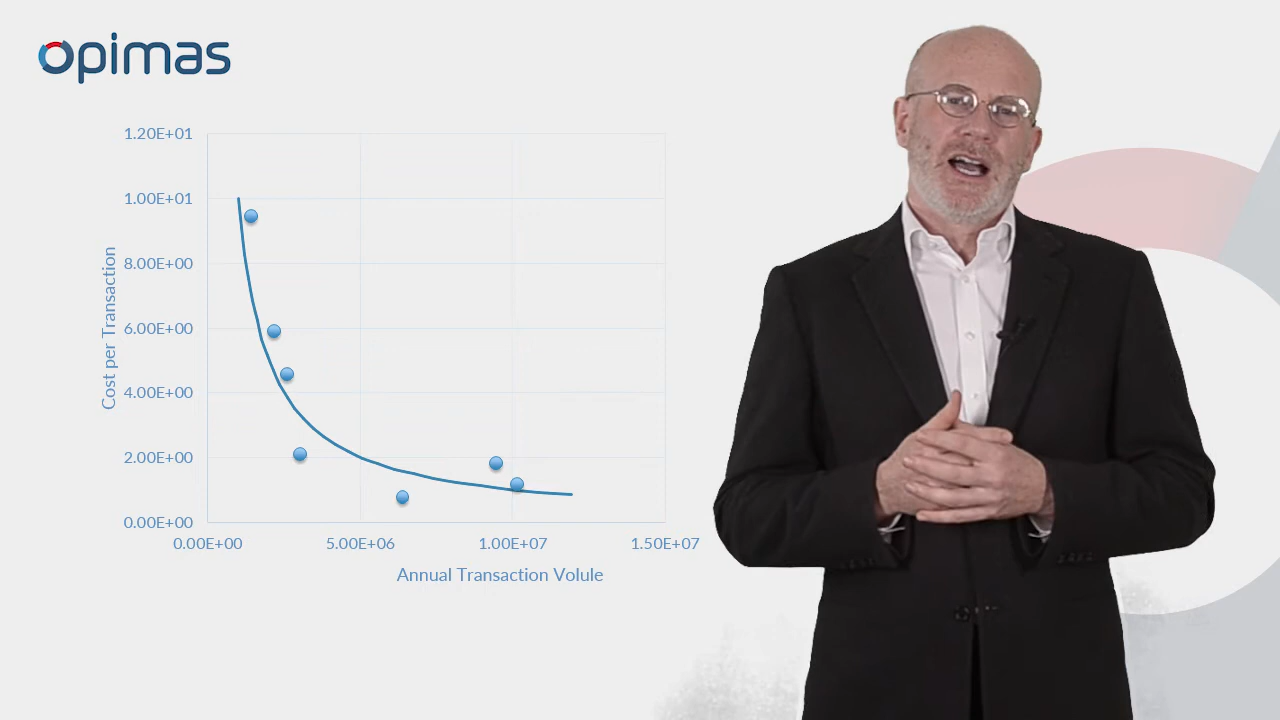 opimas
1.20E+01
1.00E+01
8.00E+00
6.00E+00
4.00E+00
2.00E+00
0.00E+00
Cost per Transaction
0.00E+00 5.00E+06 1.00E+07 1.50E+07
Annual Transaction Volule